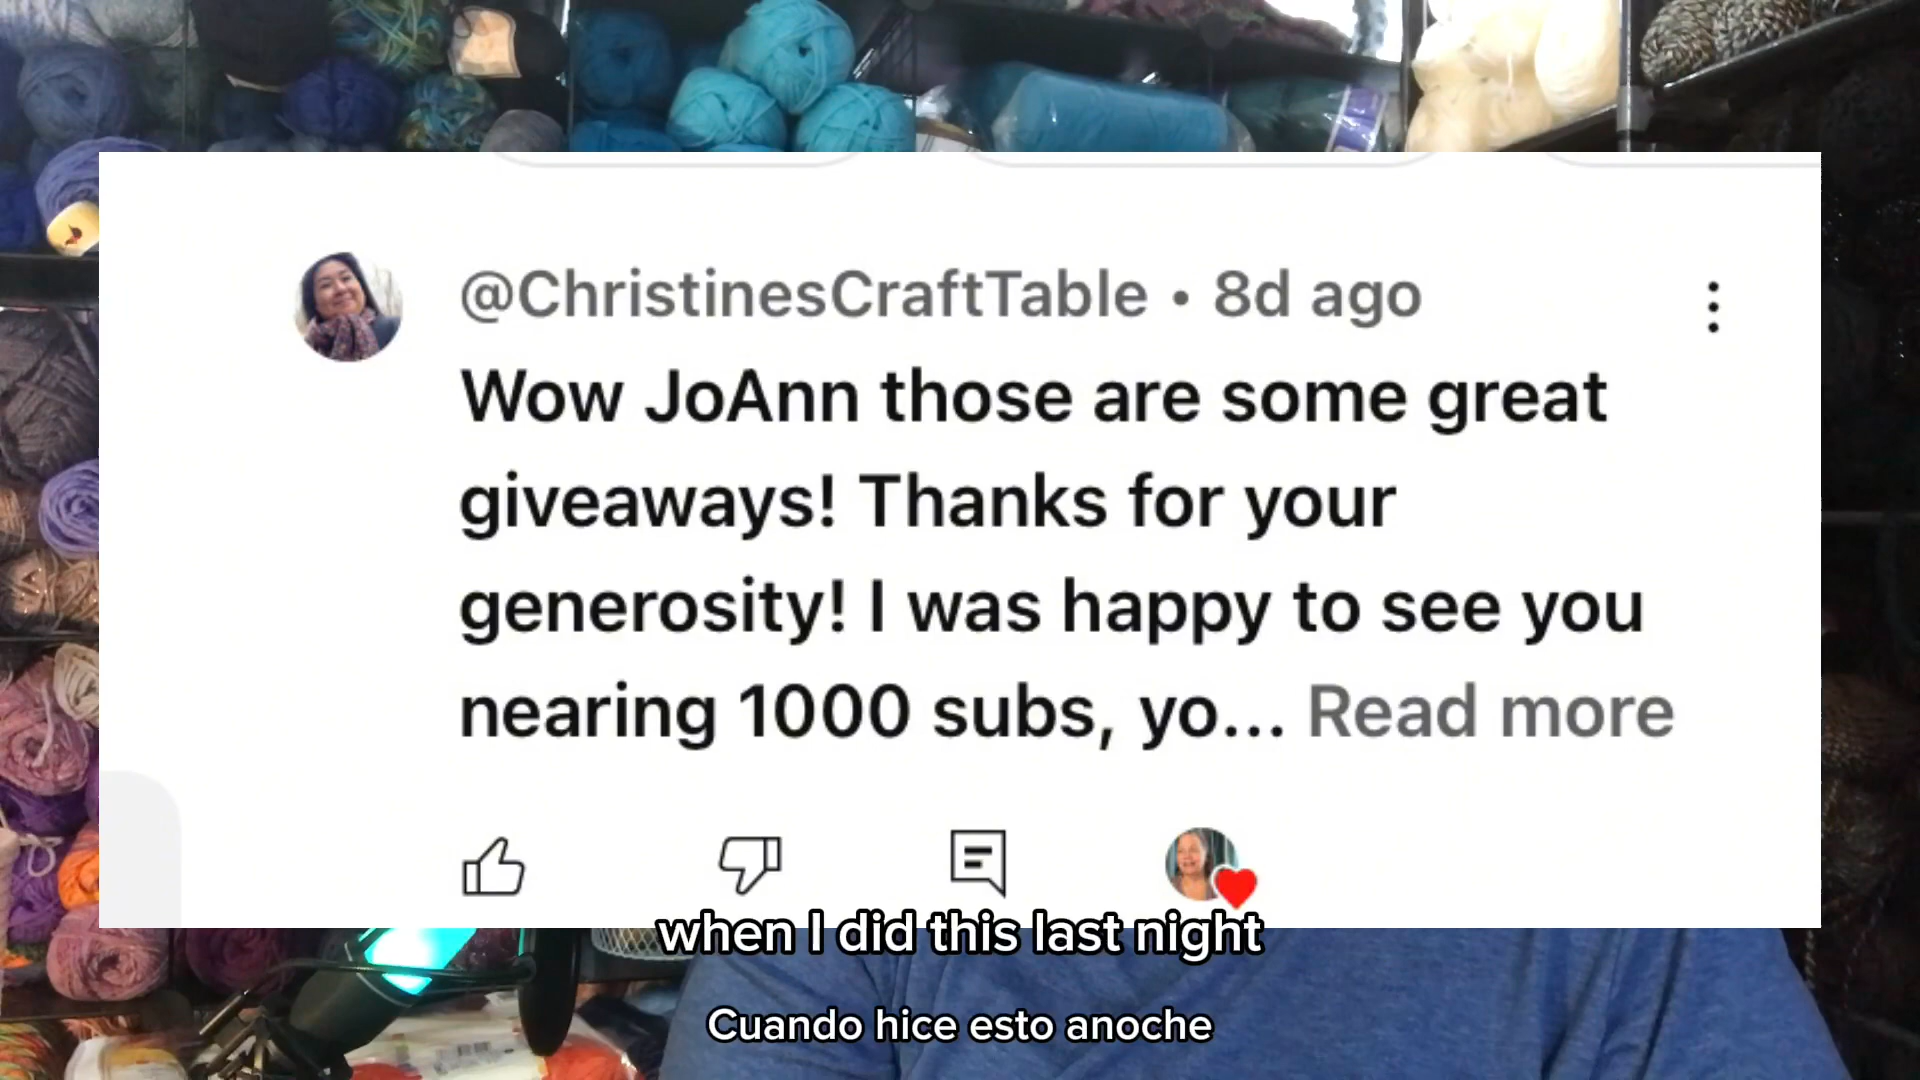 @ChristinesCraftTable • 8d ago
Wow JoAnn those are some great
giveaways! Thanks for your
generosity! I was happy to see you
nearing 1000 subs, yo... Read more
when I did this last night
Cuando hice esto anoche